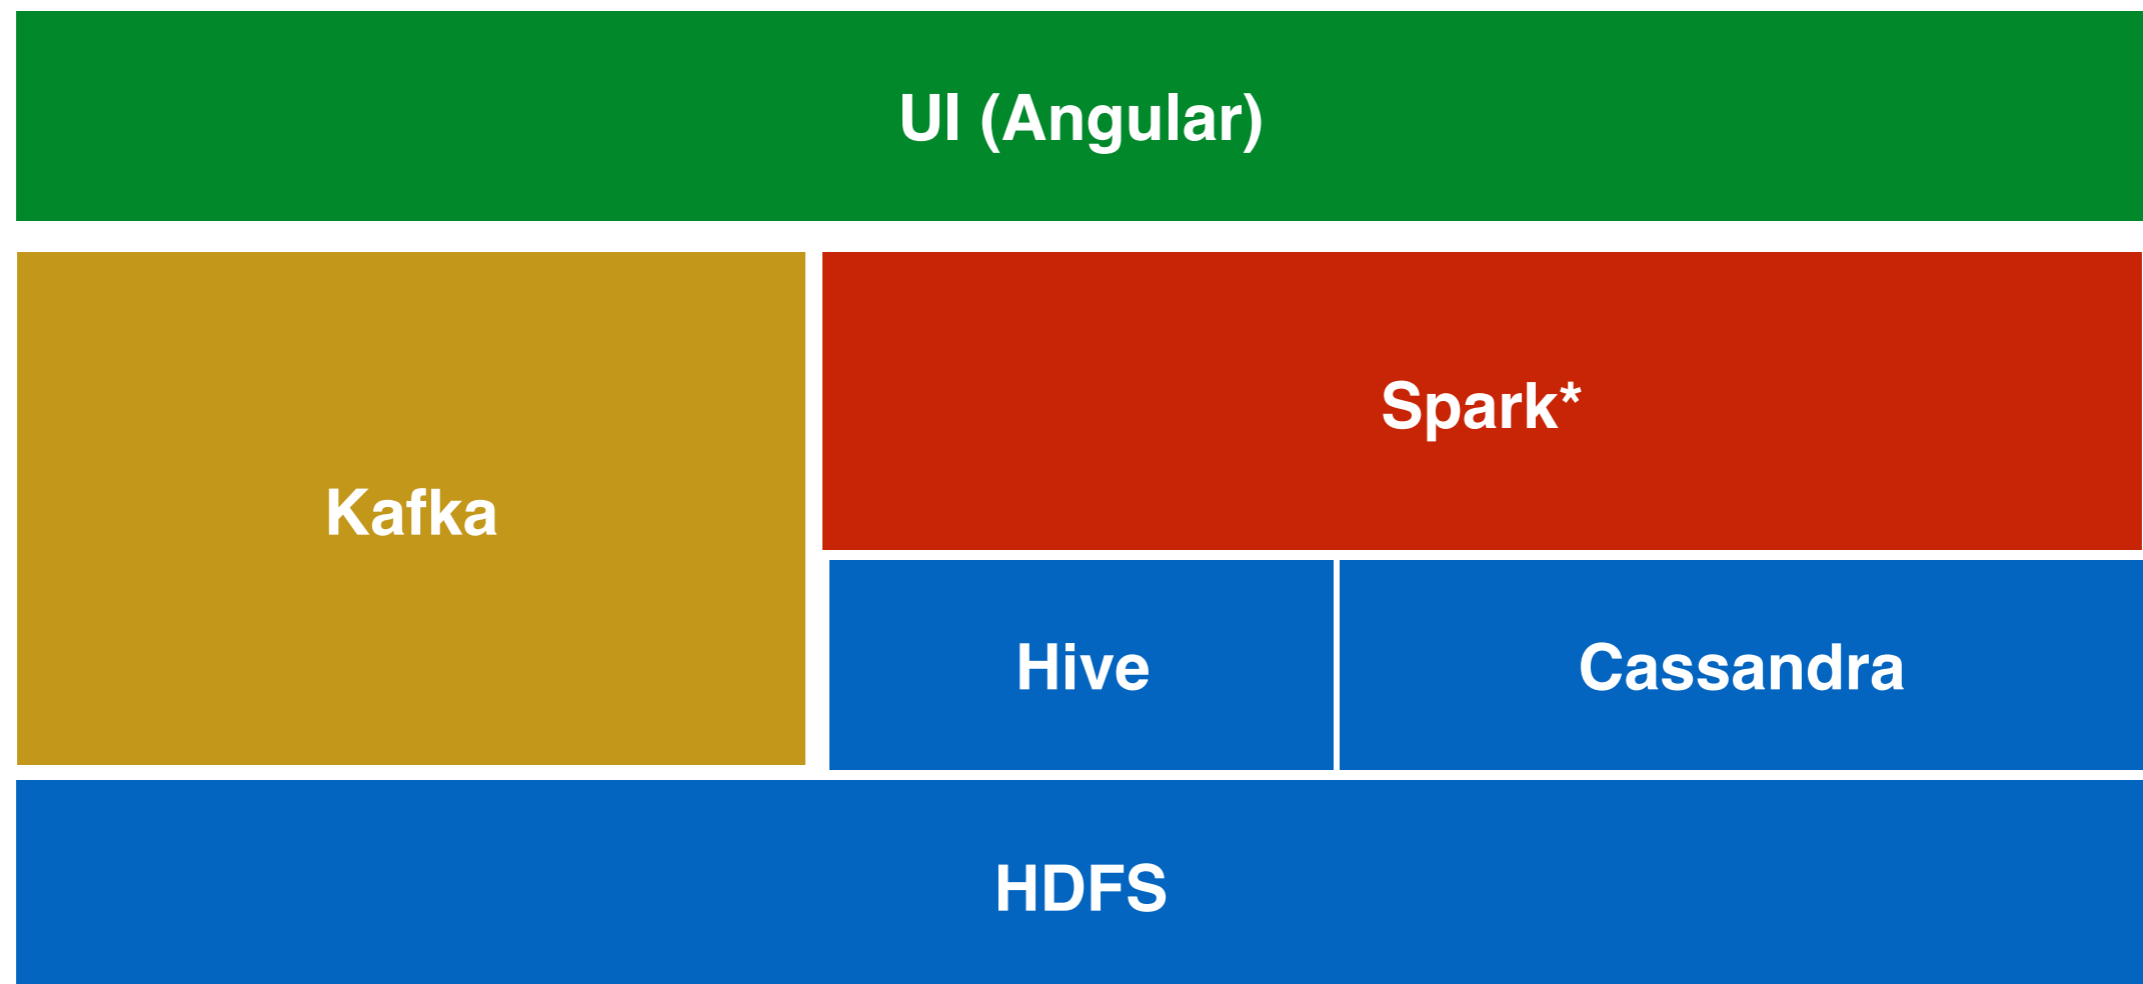 UI (Angular)
Spark*
Kafka
Hive
Cassandra
HDFS